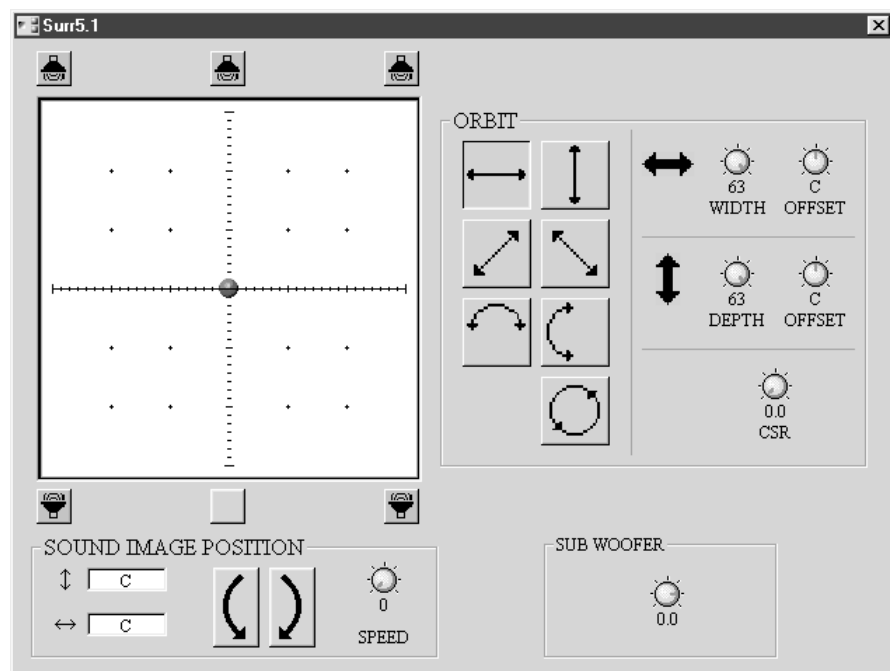 Surr5.1
ORBIT
63 C
WIDTH OFFSET
63 C
DEPTH OFFSET
0.0
CSR
SOUND IMAGE POSITION
C
C
0
SPEED
SUB WOOFER
0.0